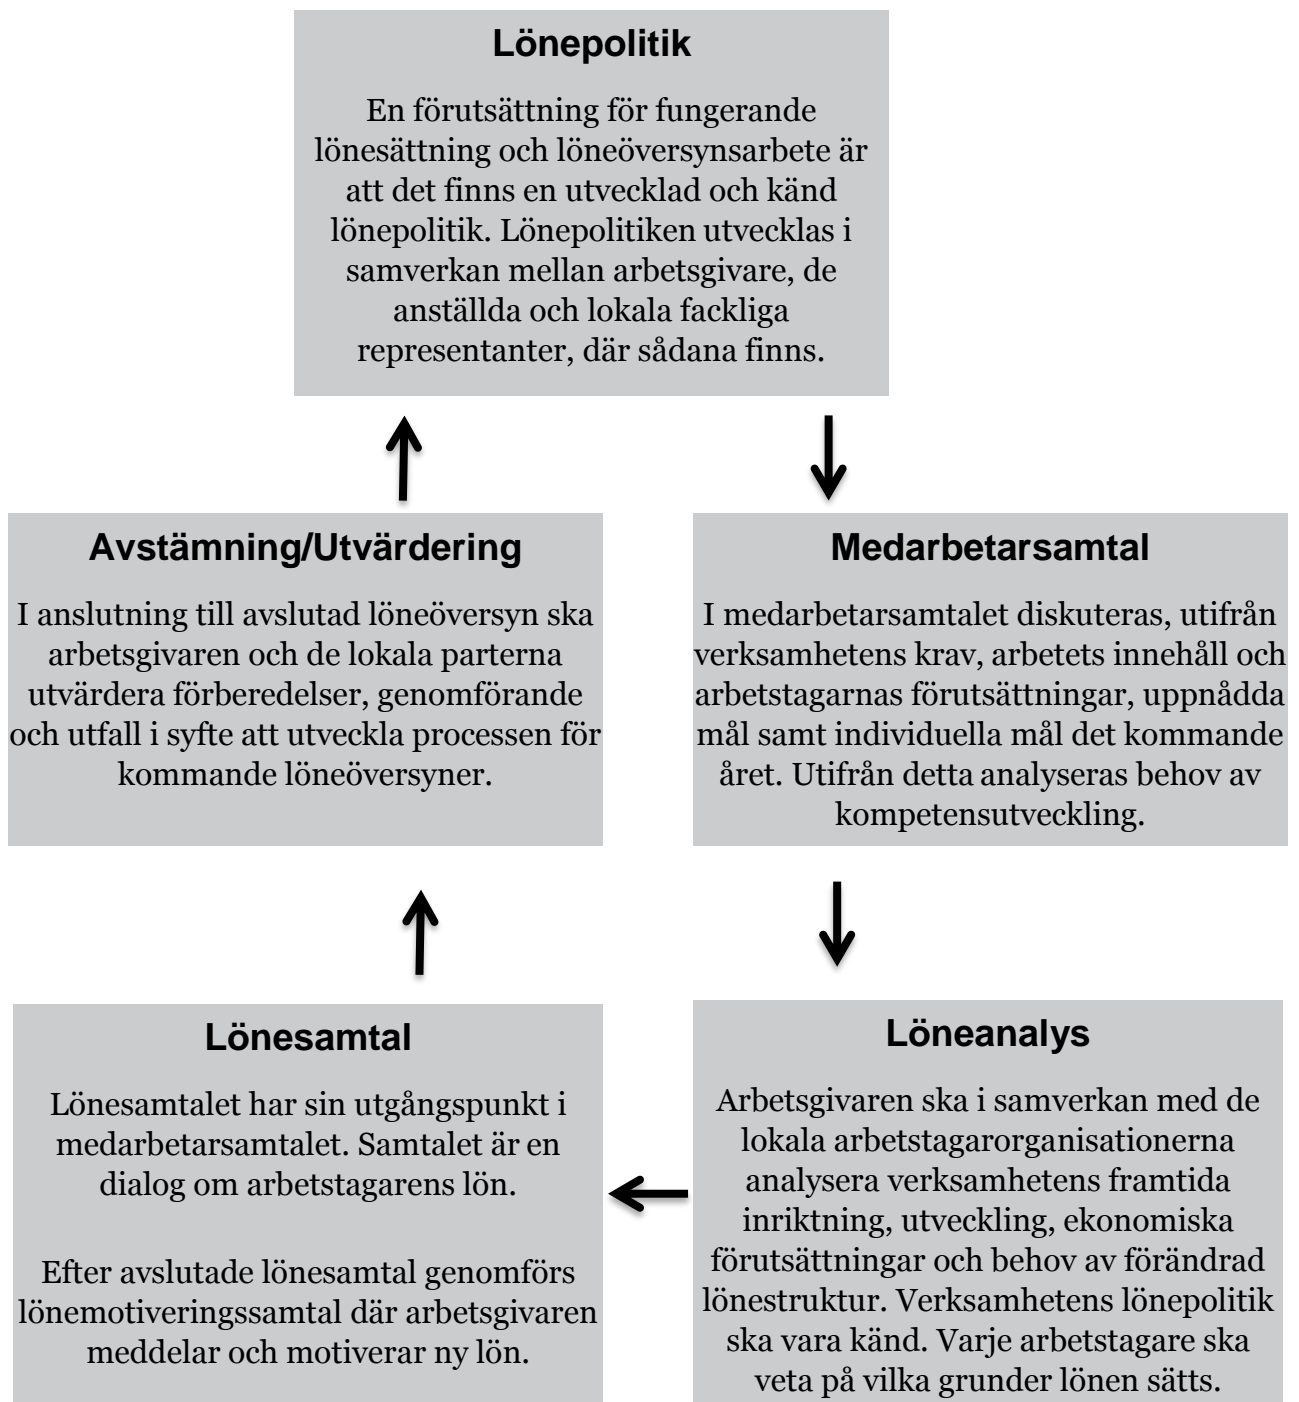 Lönepolitik
En förutsättning för fungerande
lönesättning och löneöversynsarbete är
att det finns en utvecklad och känd
lönepolitik. Lönepolitiken utvecklas i
samverkan mellan arbetsgivare, de
anställda och lokala fackliga
representanter, där sådana finns.
Medarbetarsamtal
I medarbetarsamtalet diskuteras, utifrån
verksamhetens krav, arbetets innehåll och
arbetstagarnas förutsättningar, uppnådda
mål samt individuella mål det kommande
året. Utifrån detta analyseras behov av
kompetensutveckling.
Löneanalys
Arbetsgivaren ska i samverkan med de
lokala arbetstagarorganisationerna
analysera verksamhetens framtida
inriktning, utveckling, ekonomiska
förutsättningar och behov av förändrad
lönestruktur. Verksamhetens lönepolitik
ska vara känd. Varje arbetstagare ska
veta på vilka grunder lönen sätts.
Lönesamtal
Lönesamtalet har sin utgångspunkt i
medarbetarsamtalet. Samtalet är en
dialog om arbetstagarens lön.
Efter avslutade lönesamtal genomförs
lönemotiveringssamtal där arbetsgivaren
meddelar och motiverar ny lön.
Avstämning/Utvärdering
I anslutning till avslutad löneöversyn ska
arbetsgivaren och de lokala parterna
utvärdera förberedelser, genomförande
och utfall i syfte att utveckla processen för
kommande löneöversyner.